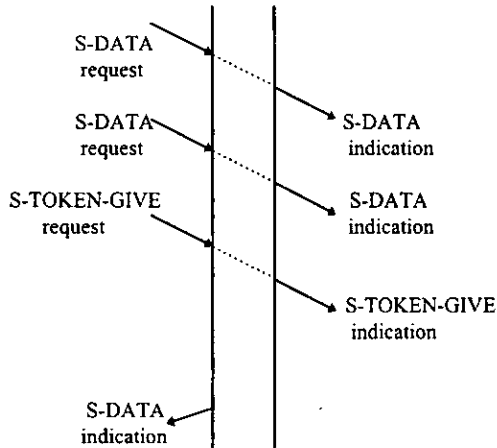 S-DATA
request
S-DATA
indication
S-DATA
request
S-DATA
indication
S-TOKEN-GIVE
request
S-TOKEN-GIVE
indication
S-DATA
indication